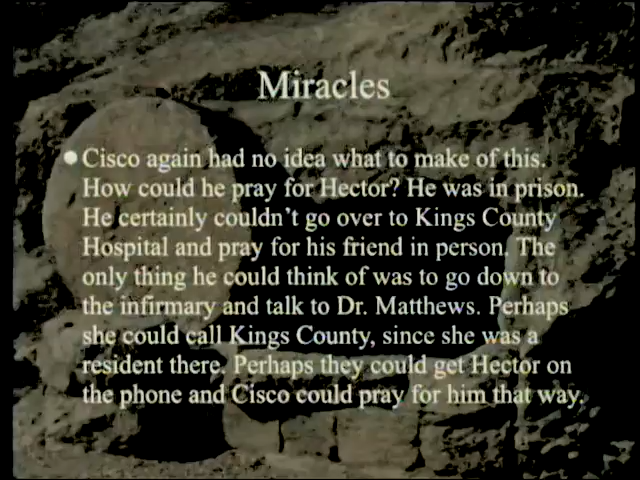 Miracles
● Cisco again had no idea what to make of this.
How could he pray for Hector? He was in prison.
He certainly couldn't go over to Kings County
Hospital and pray for his friend in person. The
only thing he could think of was to go down to
the infirmary and talk to Dr. Matthews. Perhaps
she could call Kings County, since she was a
resident there. Perhaps they could get Hector on
the phone and Cisco could pray for him that way.